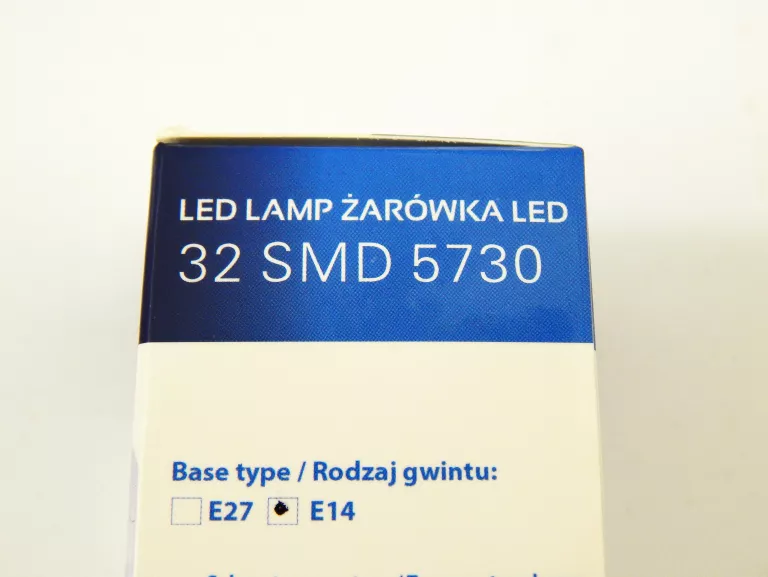 LED LAMP ŻARÓWKA LED
32 SMD 5730
Base type / Rodzaj gwintu:
E27 E14